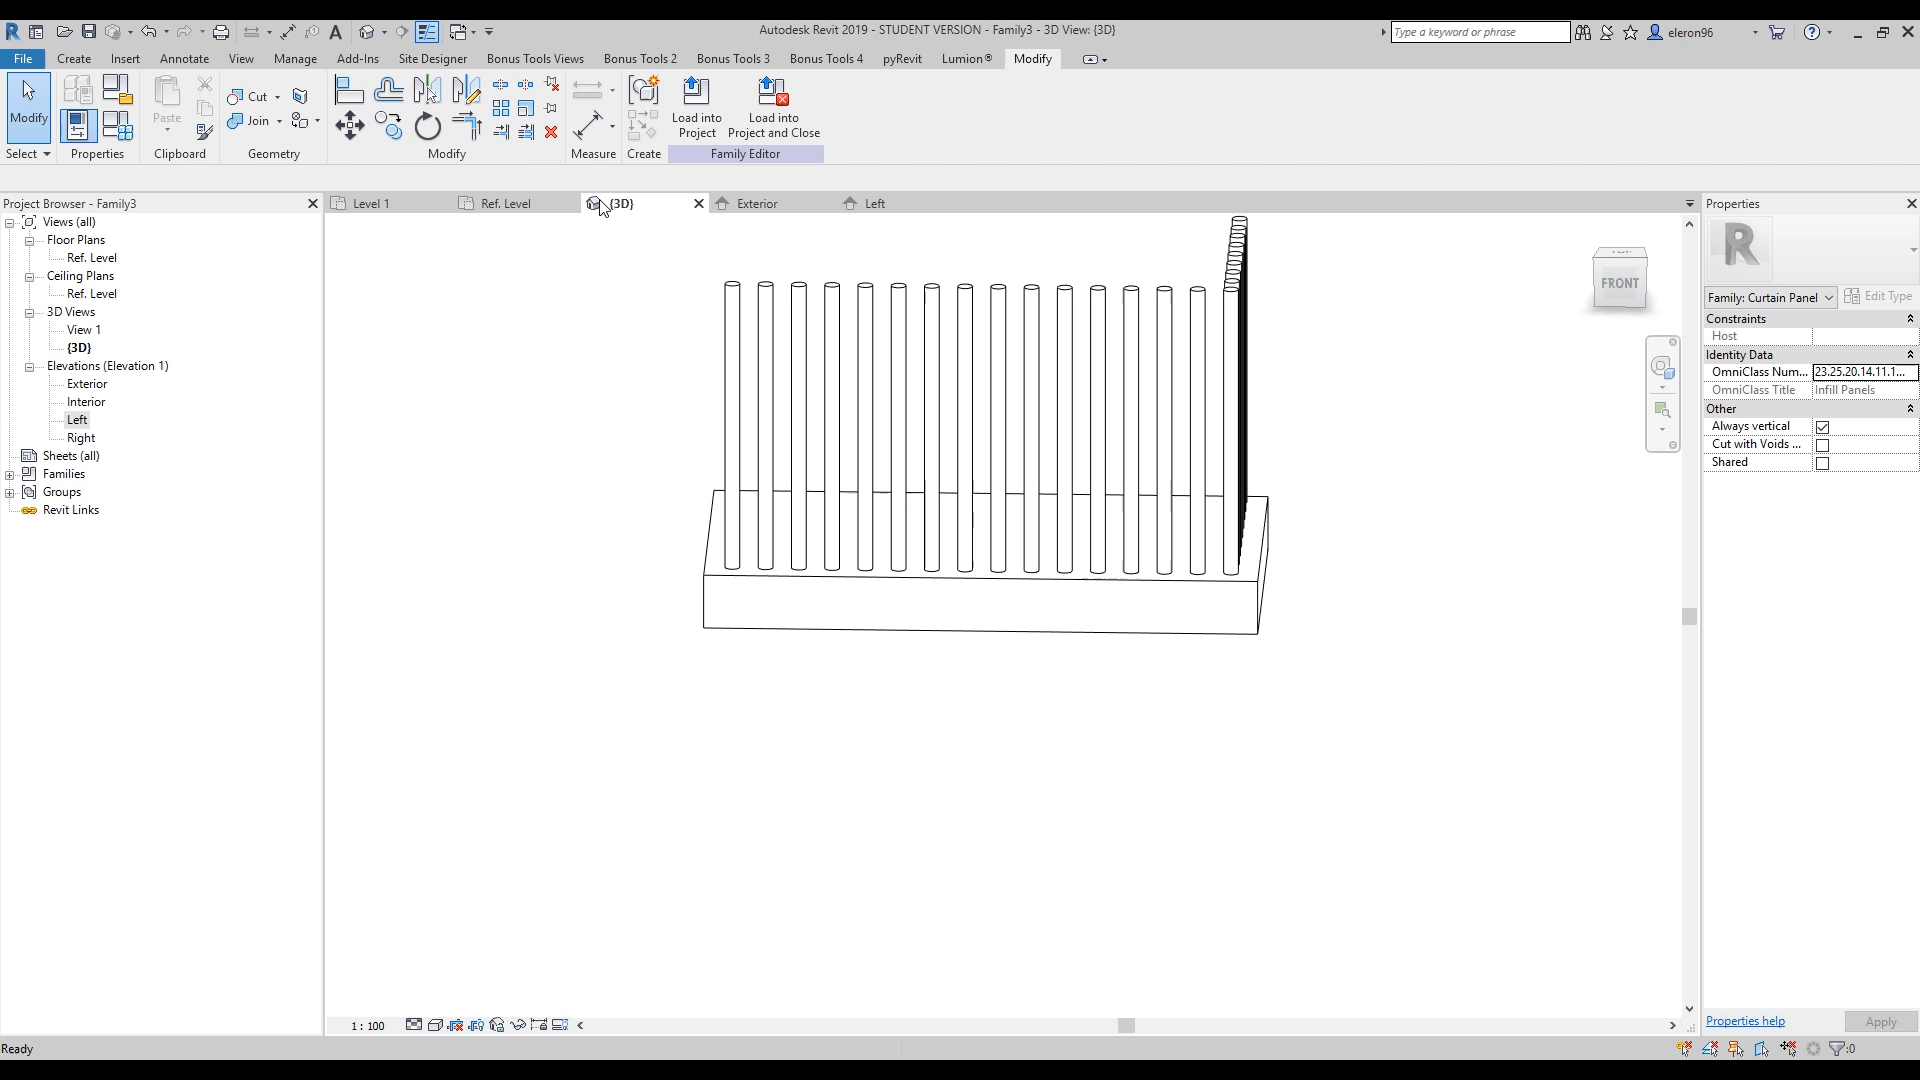 Autodesk Revit 2019 - STUDENT VERSION - Family3 - 3D View: {3D}
Type a keyword or phrase
eleron96
File
Create
Insert
Annotate
View
Manage
Add-Ins
Site Designer
Bonus Tools Views
Bonus Tools 2
Bonus Tools 3
Bonus Tools 4
pyRevit
Lumion®
Modify
Modify
Paste
Cut
Join
Load into
Project
Load into
Project and Close
Select
Properties
Clipboard
Geometry
Modify
Measure
Create
Family Editor
Project Browser - Family3
Level 1
Ref. Level
{3D}
Exterior
Left
Properties
Views (all)
Floor Plans
Ref. Level
Ceiling Plans
Ref. Level
3D Views
View 1
{3D}
Elevations (Elevation 1)
Exterior
Interior
Left
Right
Sheets (all)
Families
Groups
Revit Links
FRONT
R
Family: Curtain Panel
Edit Type
Constraints
Host
Identity Data
OmniClass Num... 23.25.20.14.11.1...
OmniClass Title Infill Panels
Other
Always vertical
Cut with Voids ...
Shared
Properties help
Apply
1 : 100
Ready
:0